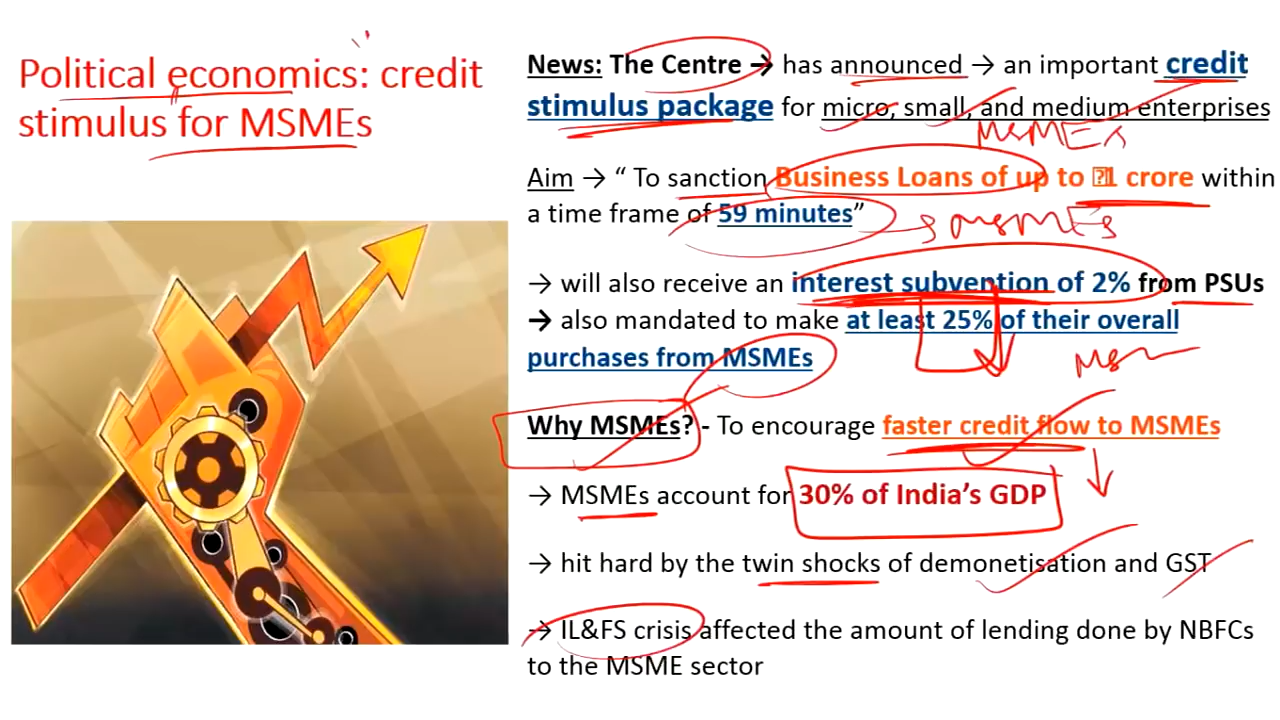 Political economics: credit
stimulus for MSMEs
News: The Centre → has announced → an important credit
stimulus package for micro, small, and medium enterprises
MSMEs
Aim → “ To sanction Business Loans of up to 1 crore within
a time frame of 59 minutes”
MSMEs
→ will also receive an interest subvention of 2% from PSUs
→ also mandated to make at least 25% of their overall
purchases from MSMEs
Why MSMEs? - To encourage faster credit flow to MSMEs
→ MSMEs account for 30% of India’s GDP
→ hit hard by the twin shocks of demonetisation and GST
→ IL&FS crisis affected the amount of lending done by NBFCs
to the MSME sector